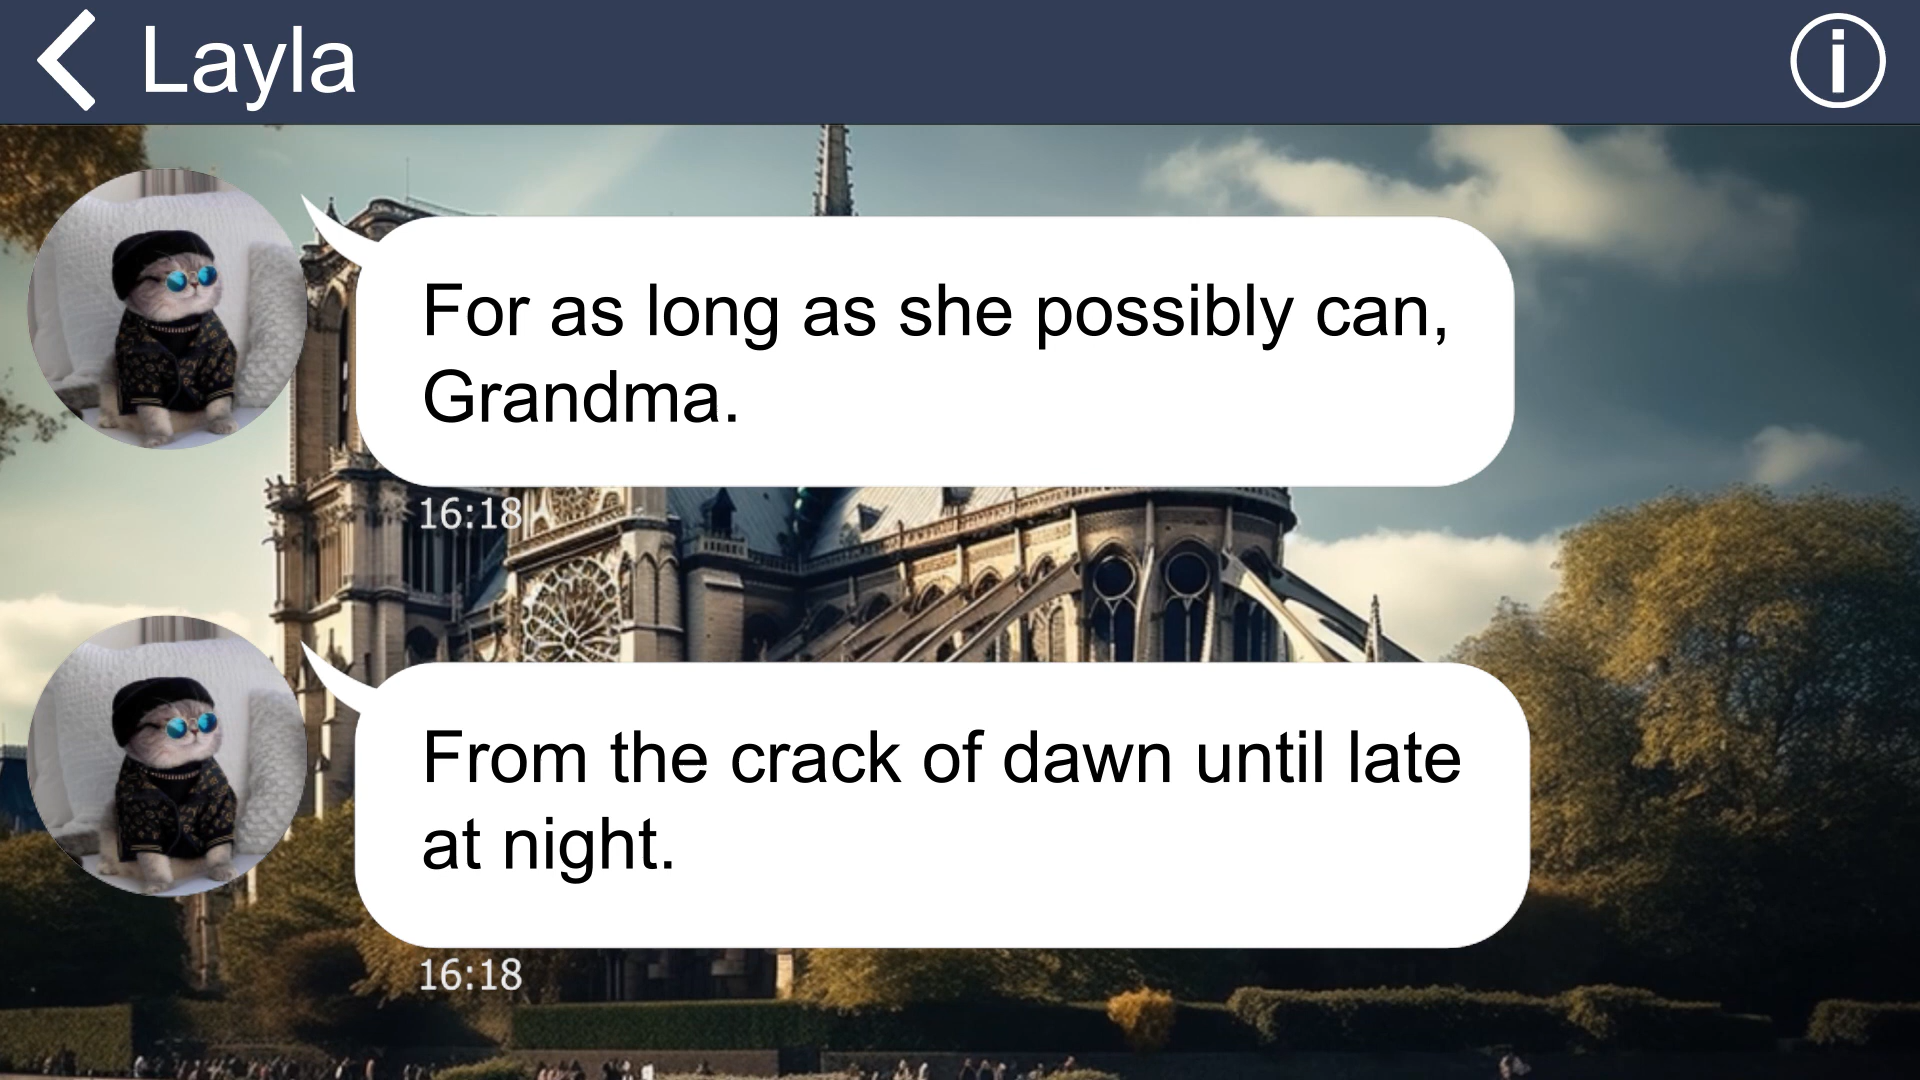 Layla
For as long as she possibly can,
Grandma.
16:18
From the crack of dawn until late
at night.
16:18